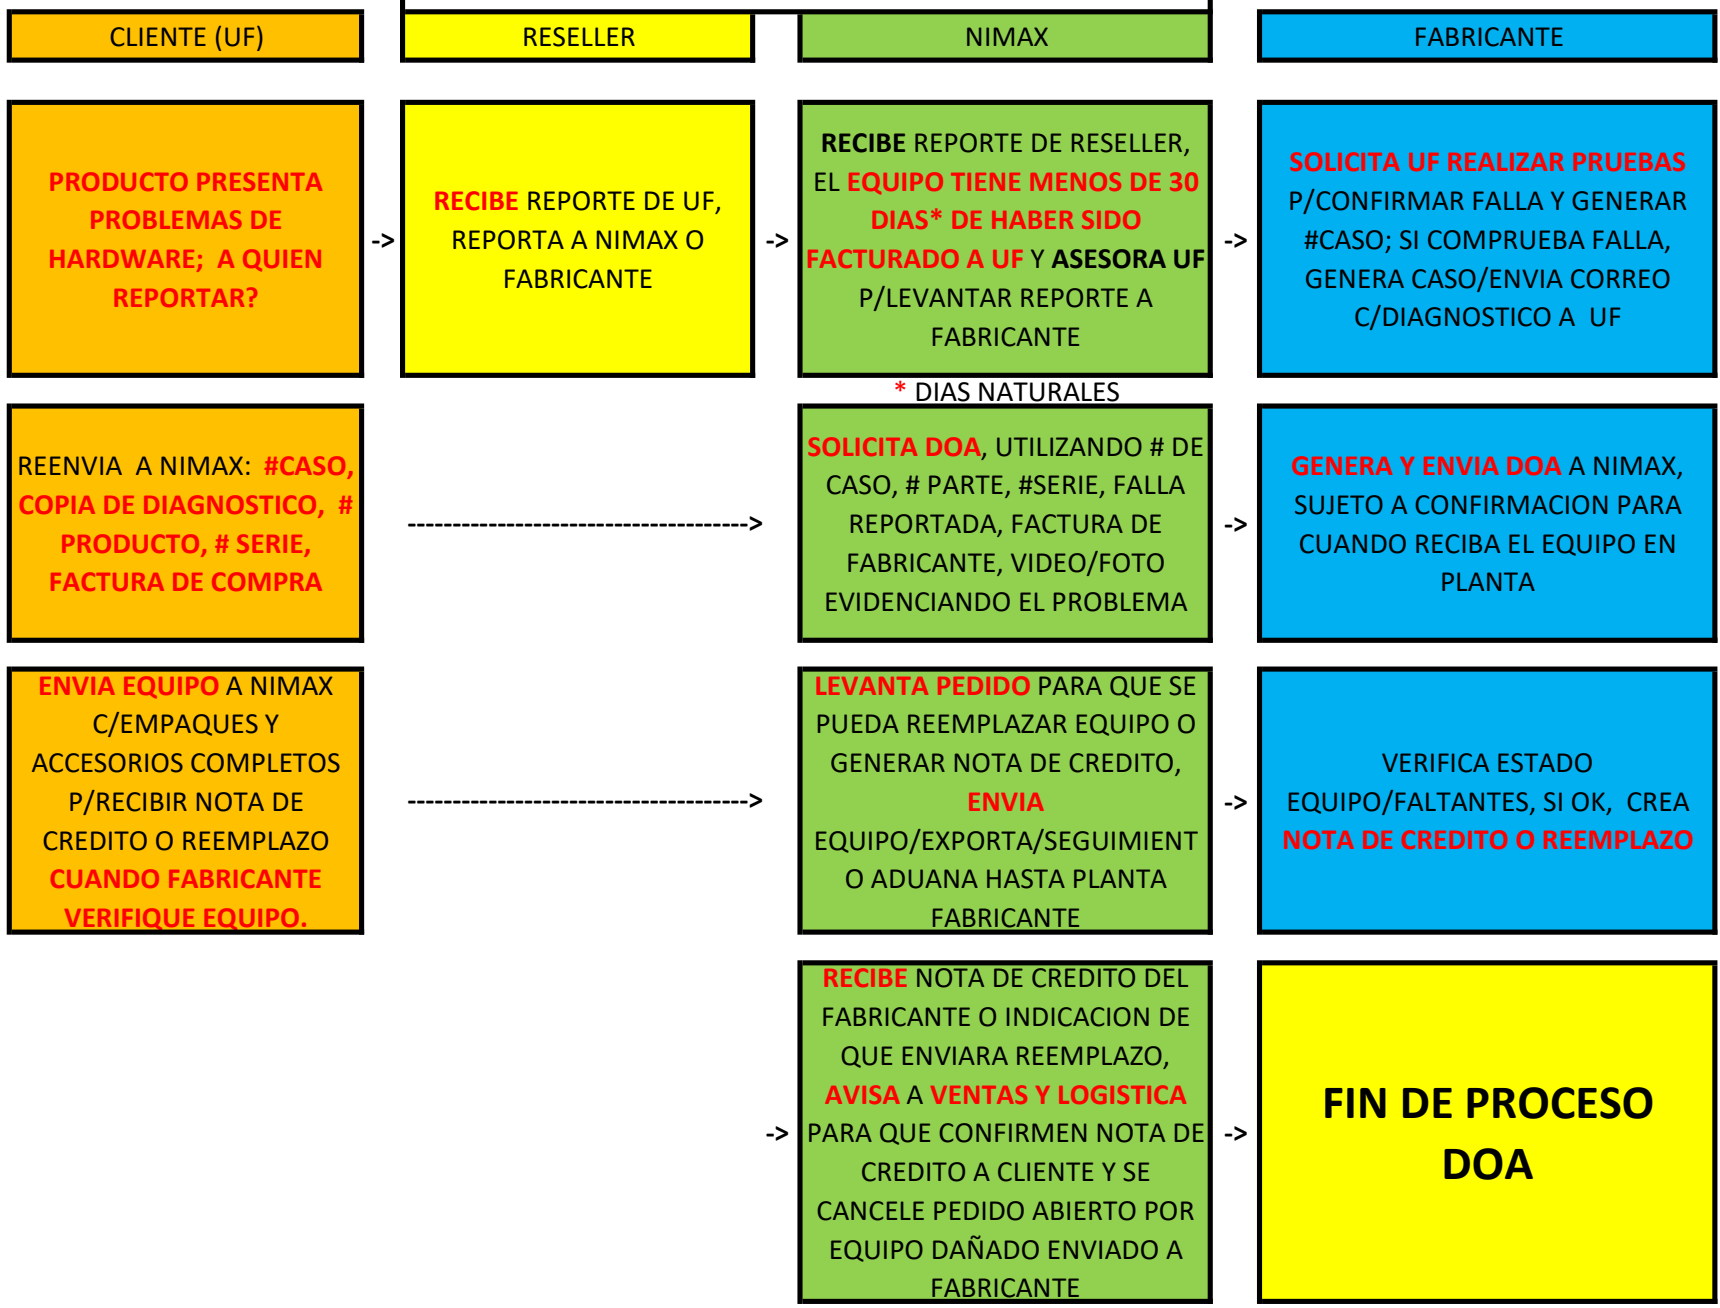 CLIENTE (UF)
RESELLER
NIMAX
FABRICANTE
PRODUCTO PRESENTA
PROBLEMAS DE
HARDWARE; A QUIEN
REPORTAR?
->
RECIBE REPORTE DE UF,
REPORTA A NIMAX O
FABRICANTE
->
RECIBE REPORTE DE RESELLER,
EL EQUIPO TIENE MENOS DE 30
DIAS* DE HABER SIDO
FACTURADO A UF Y ASESORA UF
P/LEVANTAR REPORTE A
FABRICANTE
->
SOLICITA UF REALIZAR PRUEBAS
P/CONFIRMAR FALLA Y GENERAR
#CASO; SI COMPRUEBA FALLA,
GENERA CASO/ENVIA CORREO
C/DIAGNOSTICO A UF
* DIAS NATURALES
REENVIA A NIMAX: #CASO,
COPIA DE DIAGNOSTICO, #
PRODUCTO, # SERIE,
FACTURA DE COMPRA
-------------------------------------->
SOLICITA DOA, UTILIZANDO # DE
CASO, # PARTE, #SERIE, FALLA
REPORTADA, FACTURA DE
FABRICANTE, VIDEO/FOTO
EVIDENCIANDO EL PROBLEMA
->
GENERA Y ENVIA DOA A NIMAX,
SUJETO A CONFIRMACION PARA
CUANDO RECIBA EL EQUIPO EN
PLANTA
ENVIA EQUIPO A NIMAX
C/EMPAQUES Y
ACCESORIOS COMPLETOS
P/RECIBIR NOTA DE
CREDITO O REEMPLAZO
CUANDO FABRICANTE
VERIFIQUE EQUIPO.
-------------------------------------->
LEVANTA PEDIDO PARA QUE SE
PUEDA REEMPLAZAR EQUIPO O
GENERAR NOTA DE CREDITO,
ENVIA
EQUIPO/EXPORTA/SEGUIMIENT
O ADUANA HASTA PLANTA
FABRICANTE
->
VERIFICA ESTADO
EQUIPO/FALTANTES, SI OK, CREA
NOTA DE CREDITO O REEMPLAZO
->
RECIBE NOTA DE CREDITO DEL
FABRICANTE O INDICACION DE
QUE ENVIARA REEMPLAZO,
AVISA A VENTAS Y LOGISTICA
PARA QUE CONFIRMEN NOTA DE
CREDITO A CLIENTE Y SE
CANCELE PEDIDO ABIERTO POR
EQUIPO DAÑADO ENVIADO A
FABRICANTE
->
FIN DE PROCESO
DOA